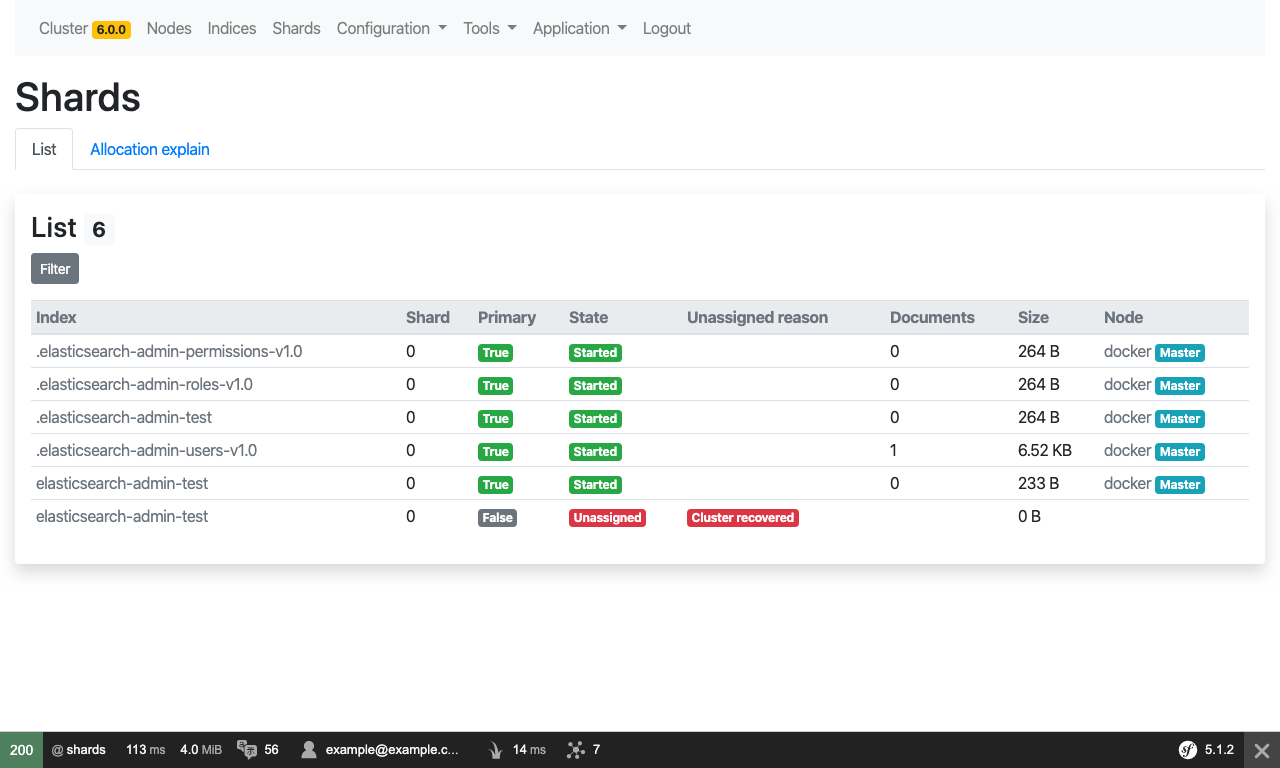 Cluster 6.0.0 Nodes Indices Shards Configuration Tools Application Logout
Shards
List Allocation explain
List 6
Filter
Index Shard Primary State Unassigned reason Documents Size Node
.elasticsearch-admin-permissions-v1.0 0 True Started 0 264 B docker Master
.elasticsearch-admin-roles-v1.0 0 True Started 0 264 B docker Master
.elasticsearch-admin-test 0 True Started 0 264 B docker Master
.elasticsearch-admin-users-v1.0 0 True Started 1 6.52 KB docker Master
elasticsearch-admin-test 0 True Started 0 233 B docker Master
elasticsearch-admin-test 0 False Unassigned Cluster recovered 0 B
200 @ shards 113 ms 4.0 MiB 56 example@example.c... 14 ms 7 sf 5.1.2